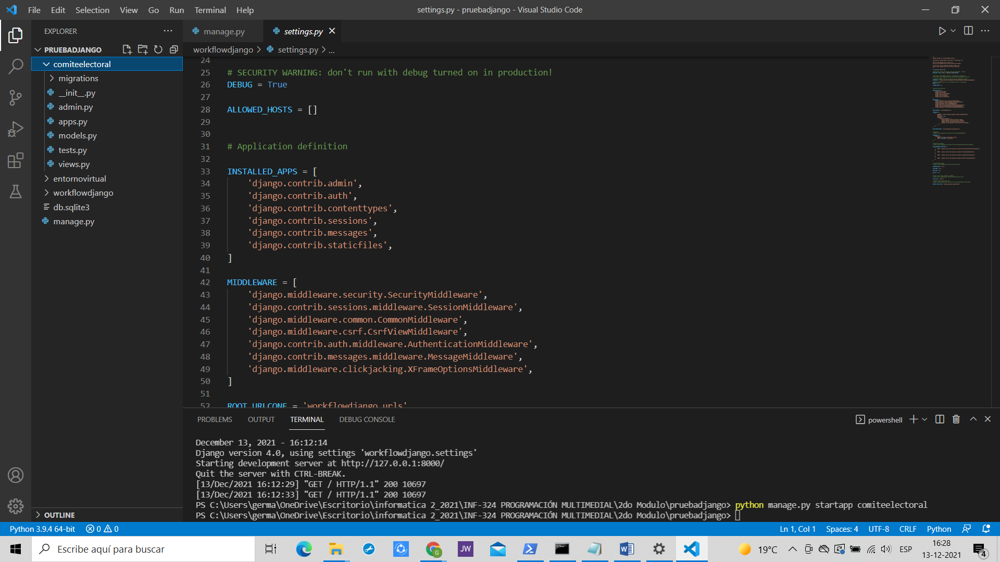 File Edit Selection View Go Run Terminal Help
settings.py - pruebadjango - Visual Studio Code
EXPLORER
PRUEBADJANGO
comiteelectoral
migrations
__init__.py
admin.py
apps.py
models.py
tests.py
views.py
entornovirtual
workflowdjango
db.sqlite3
manage.py
OUTLINE
manage.py
settings.py
workflowdjango > settings.py > ...
24
25 # SECURITY WARNING: don't run with debug turned on in production!
26 DEBUG = True
27
28 ALLOWED_HOSTS = []
29
30
31 # Application definition
32
33 INSTALLED_APPS = [
34 'django.contrib.admin',
35 'django.contrib.auth',
36 'django.contrib.contenttypes',
37 'django.contrib.sessions',
38 'django.contrib.messages',
39 'django.contrib.staticfiles',
40 ]
41
42 MIDDLEWARE = [
43 'django.middleware.security.SecurityMiddleware',
44 'django.contrib.sessions.middleware.SessionMiddleware',
45 'django.middleware.common.CommonMiddleware',
46 'django.middleware.csrf.CsrfViewMiddleware',
47 'django.contrib.auth.middleware.AuthenticationMiddleware',
48 'django.contrib.messages.middleware.MessageMiddleware',
49 'django.middleware.clickjacking.XFrameOptionsMiddleware',
50 ]
51
52 ROOT_URLCONF = 'workflowdjango.urls'
PROBLEMS OUTPUT TERMINAL DEBUG CONSOLE
powershell
December 13, 2021 - 16:12:14
Django version 4.0, using settings 'workflowdjango.settings'
Starting development server at http://127.0.0.1:8000/
Quit the server with CTRL-BREAK.
[13/Dec/2021 16:12:29] "GET / HTTP/1.1" 200 10697
[13/Dec/2021 16:12:33] "GET / HTTP/1.1" 200 10697
PS C:\Users\germa\OneDrive\Escritorio\informatica 2_2021\INF-324 PROGRAMACIÓN MULTIMEDIAL\2do Modulo\pruebadjango> python manage.py startapp comiteelectoral
PS C:\Users\germa\OneDrive\Escritorio\informatica 2_2021\INF-324 PROGRAMACIÓN MULTIMEDIAL\2do Modulo\pruebadjango>
Python 3.9.4 64-bit 0 0
Ln 1, Col 1 Spaces: 4 UTF-8 CRLF Python
Escribe aquí para buscar
JW
G
19°C
ESP
16:28
13-12-2021
4